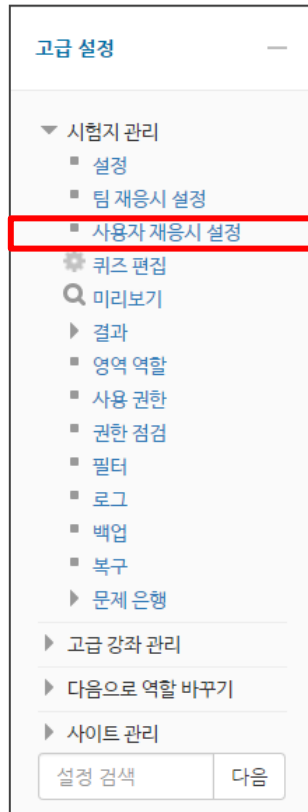 고급 설정
시험지 관리
설정
팀 재응시 설정
사용자 재응시 설정
퀴즈 편집
미리보기
결과
영역 역할
사용 권한
권한 점검
필터
로그
백업
복구
문제 은행
고급 강좌 관리
다음으로 역할 바꾸기
사이트 관리
설정 검색 다음